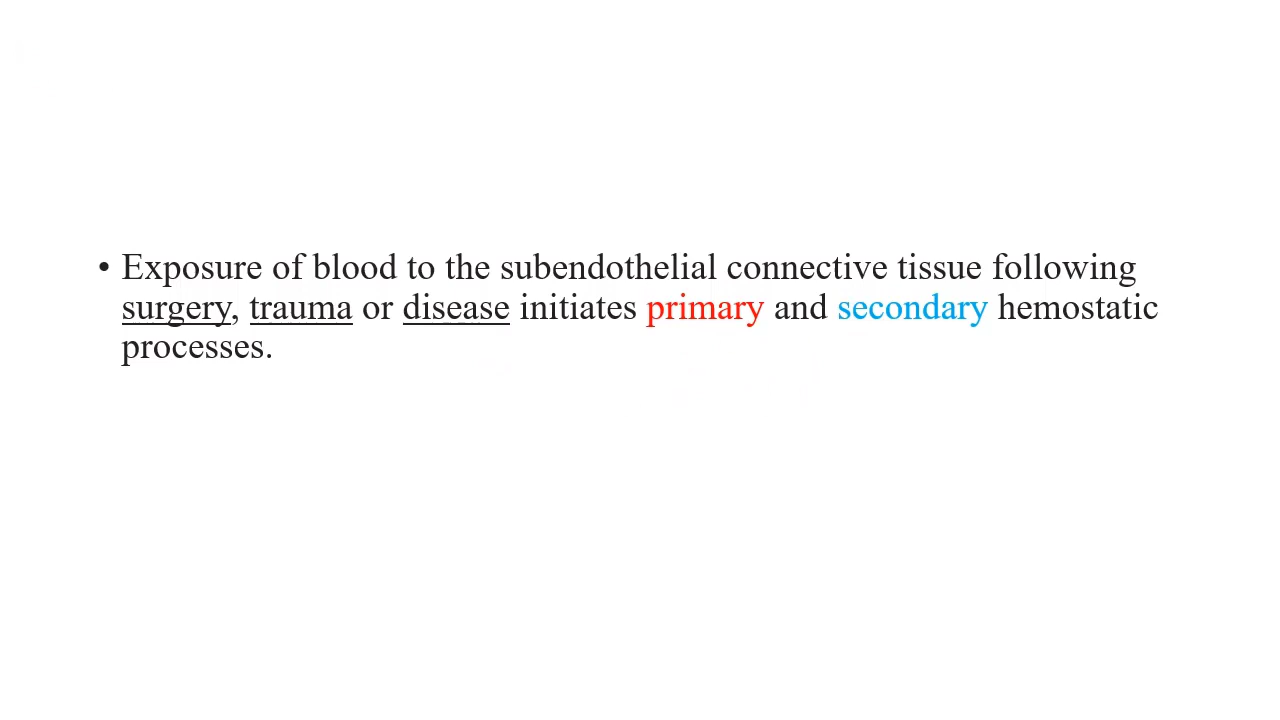 • Exposure of blood to the subendothelial connective tissue following
surgery, trauma or disease initiates primary and secondary hemostatic
processes.